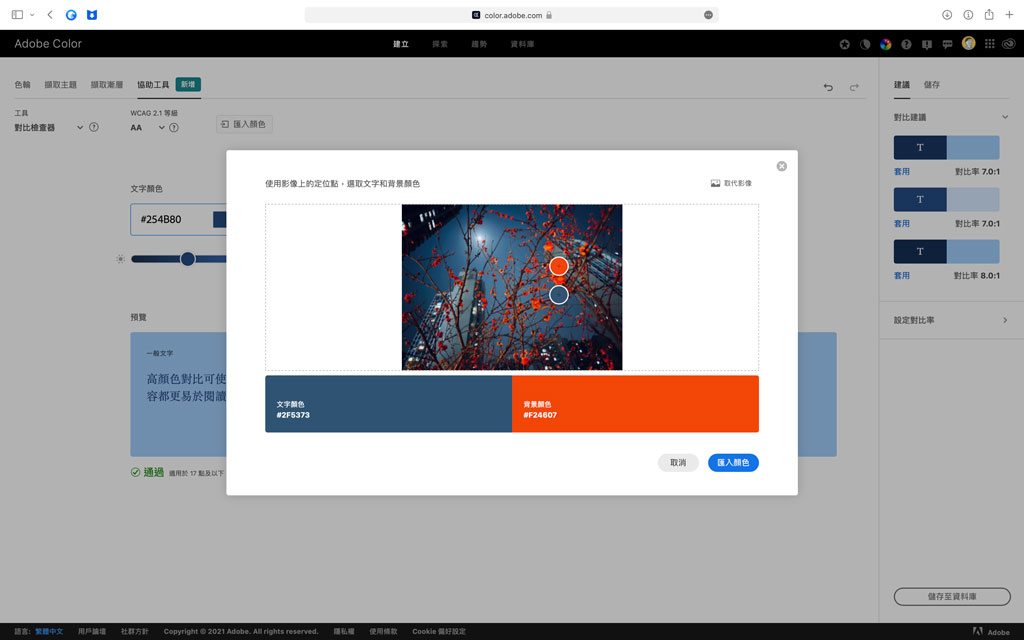 color.adobe.com
Adobe Color
建立
探索
趨勢
資料庫
色輪
擷取主題
擷取漸層
協助工具
新增
工具
對比檢查器
WCAG 2.1 等級
AA
匯入顏色
文字顏色
#254B80
預覽
一般文字
高顏色對比可使
容都更易於閱讀
通過
適用於 17 點及以下
使用影像上的定位點，選取文字和背景顏色
取代影像
文字顏色
#2F5373
背景顏色
#F24607
取消
匯入顏色
建議
儲存
對比建議
T
套用
對比率 7.0:1
T
套用
對比率 7.0:1
T
套用
對比率 8.0:1
設定對比率
儲存至資料庫
語言: 繁體中文
用戶論壇
社群方針
Copyright © 2021 Adobe. All rights reserved.
隱私權
使用條款
Cookie 偏好設定
Adobe